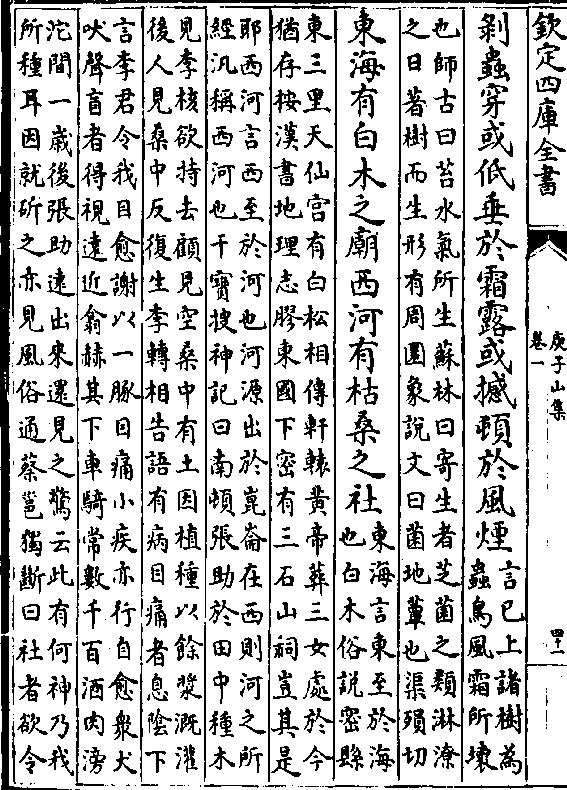 欽定四庫全書
庾子山集
卷一
四十一
剥蟲穿或低垂於霜露或撼頓於風煙
言已上諸樹為
蟲鳥風霜所壞
也師古曰苔水氣所生蘇林曰寄生者芝菌之類淋潦
之日著樹而生形有周圍象説文曰菌地蕈也渠殞切
東海有白木之廟西河有枯桑之社
東海言東至於海
也白木俗説密縣
東三里天仙宫有白松相傳軒轅黄帝葬三女處於今
猶存按漢書地理志膠東國下密有三石山祠豈其是
耶西河言西至於河也河源出於崑崙在西則河之所
經汎稱西河也干寶搜神記曰南頓張助於田中種木
見李核欲持去顧見空桑中有土因植種以餘漿溉灌
後人見桑中反復生李轉相告語有病目痛者息陰下
言李君令我目愈謝以一豚目痛小疾亦行自愈衆犬
吠聲盲者得視逺近翕赫其下車騎常數千百酒肉滂
沱間一歳後張助逺出來還見之驚云此有何神乃我
所種耳因就斫之亦見風俗通蔡邕獨斷曰社者欲令